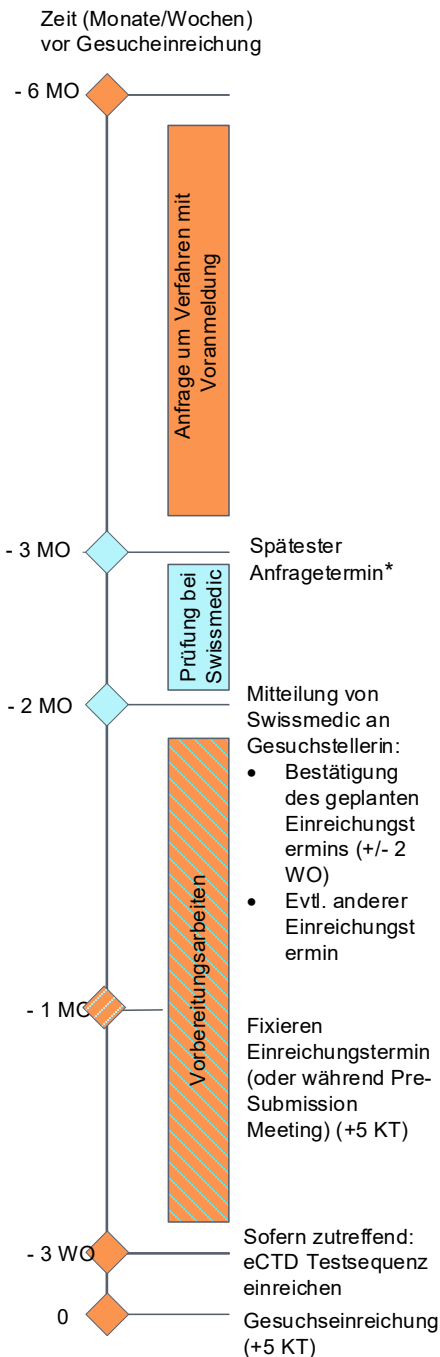 Zeit (Monate/Wochen)
vor Gesucheinreichung
- 6 MO
Anfrage um Verfahren mit
Voranmeldung
- 3 MO
Spätester
Anfragetermin*
Prüfung bei
Swissmedic
- 2 MO
Mitteilung von
Swissmedic an
Gesuchstellerin:
• Bestätigung
des geplanten
Einreichungst
ermins (+/- 2
WO)
• Evtl. anderer
Einreichungst
ermin
Vorbereitungsarbeiten
- 1 MO
Fixieren
Einreichungstermin
(oder während Pre-
Submission
Meeting) (+5 KT)
- 3 WO
Sofern zutreffend:
eCTD Testsequenz
einreichen
0
Gesuchseinreichung
(+5 KT)